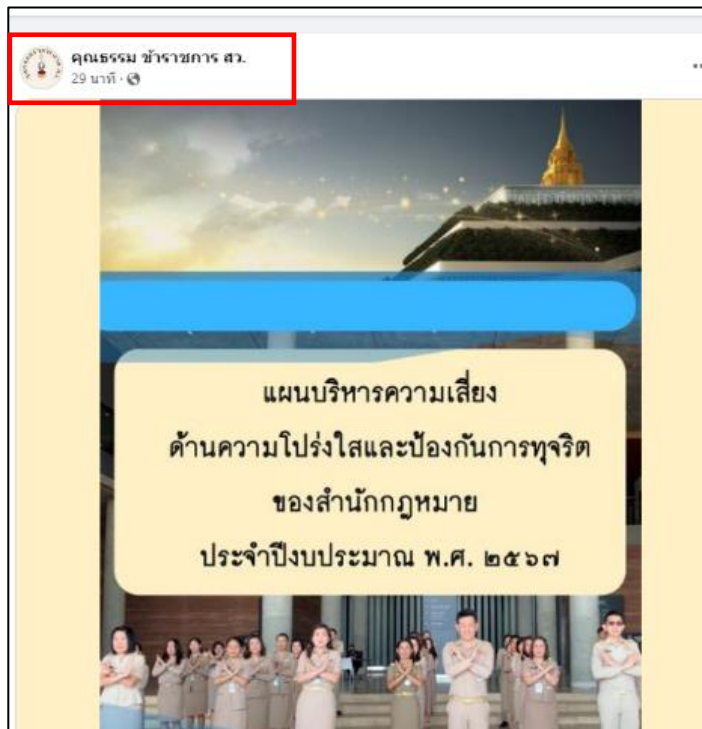 คุณธรรม ข้าราชการ สว.
29 นาที ·
แผนบริหารความเสี่ยง
ด้านความโปร่งใสและป้องกันการทุจริต
ของสำนักกฎหมาย
ประจำปีงบประมาณ พ.ศ. ๒๕๖๗